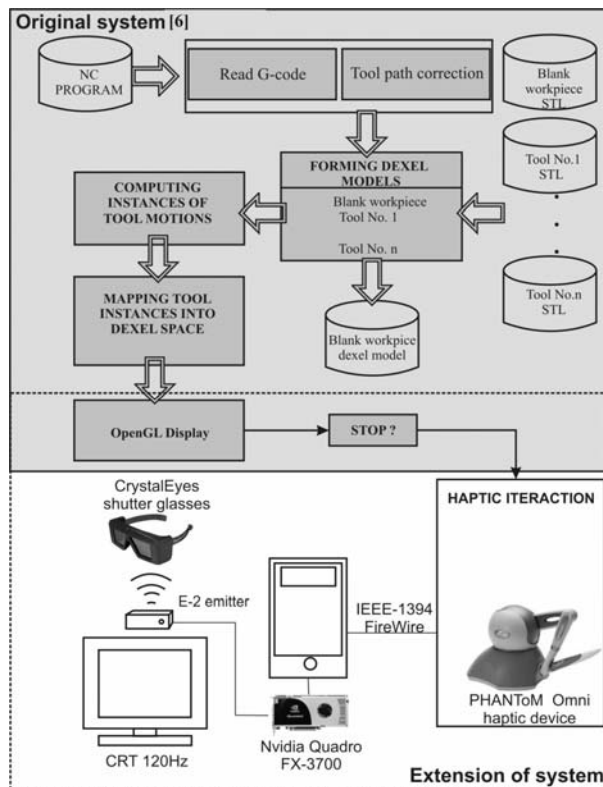 Original system [6]
NC
PROGRAM
Read G-code
Tool path correction
Blank
workpiece
STL
FORMING DEXEL
MODELS
Blank workpiece
Tool No. 1
Tool No. n
Tool No.1
STL
COMPUTING
INSTANCES OF
TOOL MOTIONS
Tool No.n
STL
MAPPING TOOL
INSTANCES INTO
DEXEL SPACE
Blank workpice
dexel model
OpenGL Display
STOP ?
CrystalEyes
shutter glasses
HAPTIC ITERACTION
E-2 emitter
IEEE-1394
FireWire
PHANToM Omni
haptic device
CRT 120Hz
Nvidia Quadro
FX-3700
Extension of system